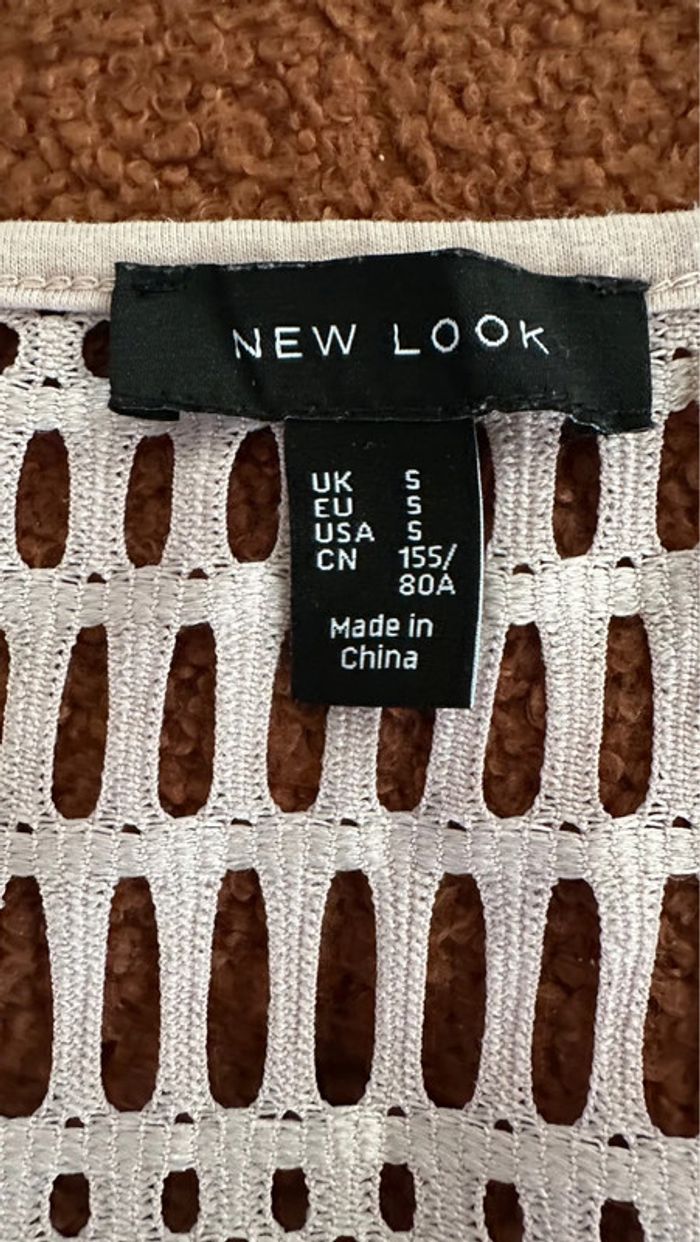 NEW LOOK
UK S
EU S
USA S
CN 155/
80A
Made in
China